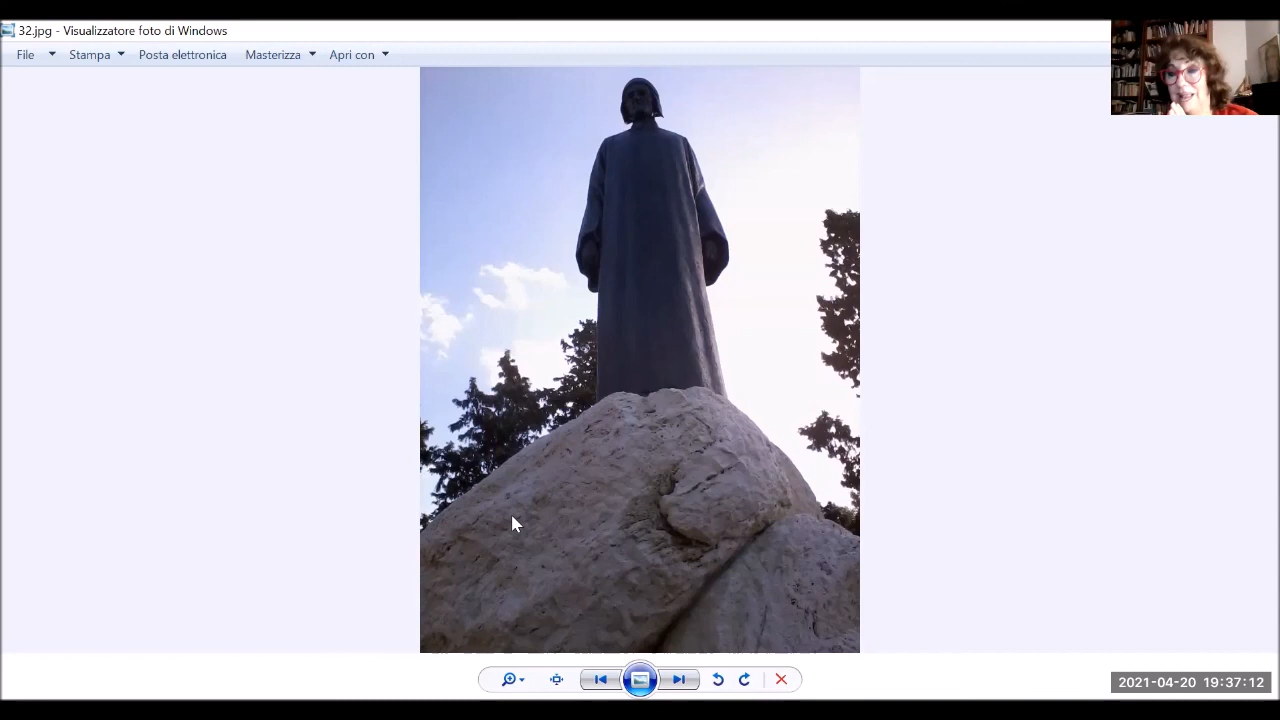 32.jpg - Visualizzatore foto di Windows
File Stampa Posta elettronica Masterizza Apri con
2021-04-20 19:37:12